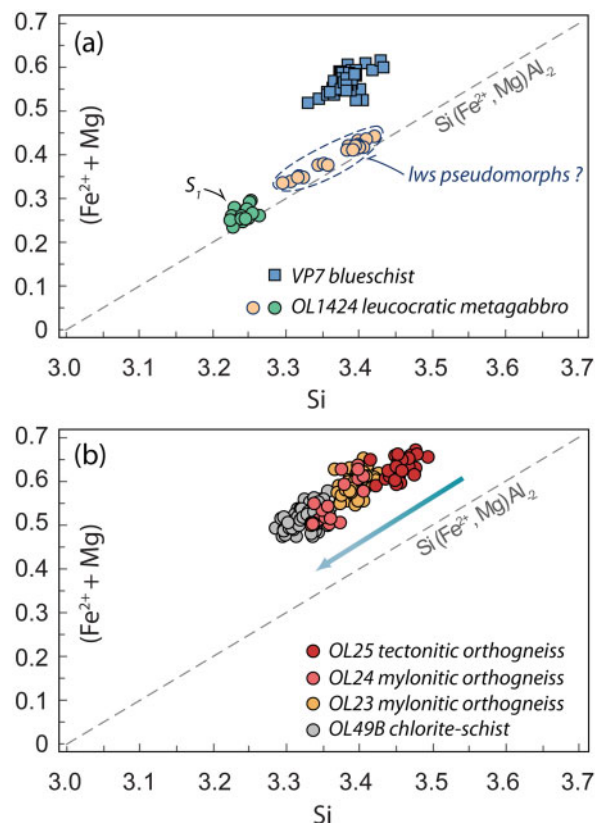 (a)
0.7
0.6
0.5
0.4
0.3
0.2
0.1
0
(Fe²⁺ + Mg)
Si(Fe²⁺, Mg)Al₋₂
lws pseudomorphs ?
S₁
VP7 blueschist
OL1424 leucocratic metagabbro
3.0 3.1 3.2 3.3 3.4 3.5 3.6 3.7
Si
(b)
0.7
0.6
0.5
0.4
0.3
0.2
0.1
0
(Fe²⁺ + Mg)
Si(Fe²⁺, Mg)Al₋₂
OL25 tectonitic orthogneiss
OL24 mylonitic orthogneiss
OL23 mylonitic orthogneiss
OL49B chlorite-schist
3.0 3.1 3.2 3.3 3.4 3.5 3.6 3.7
Si